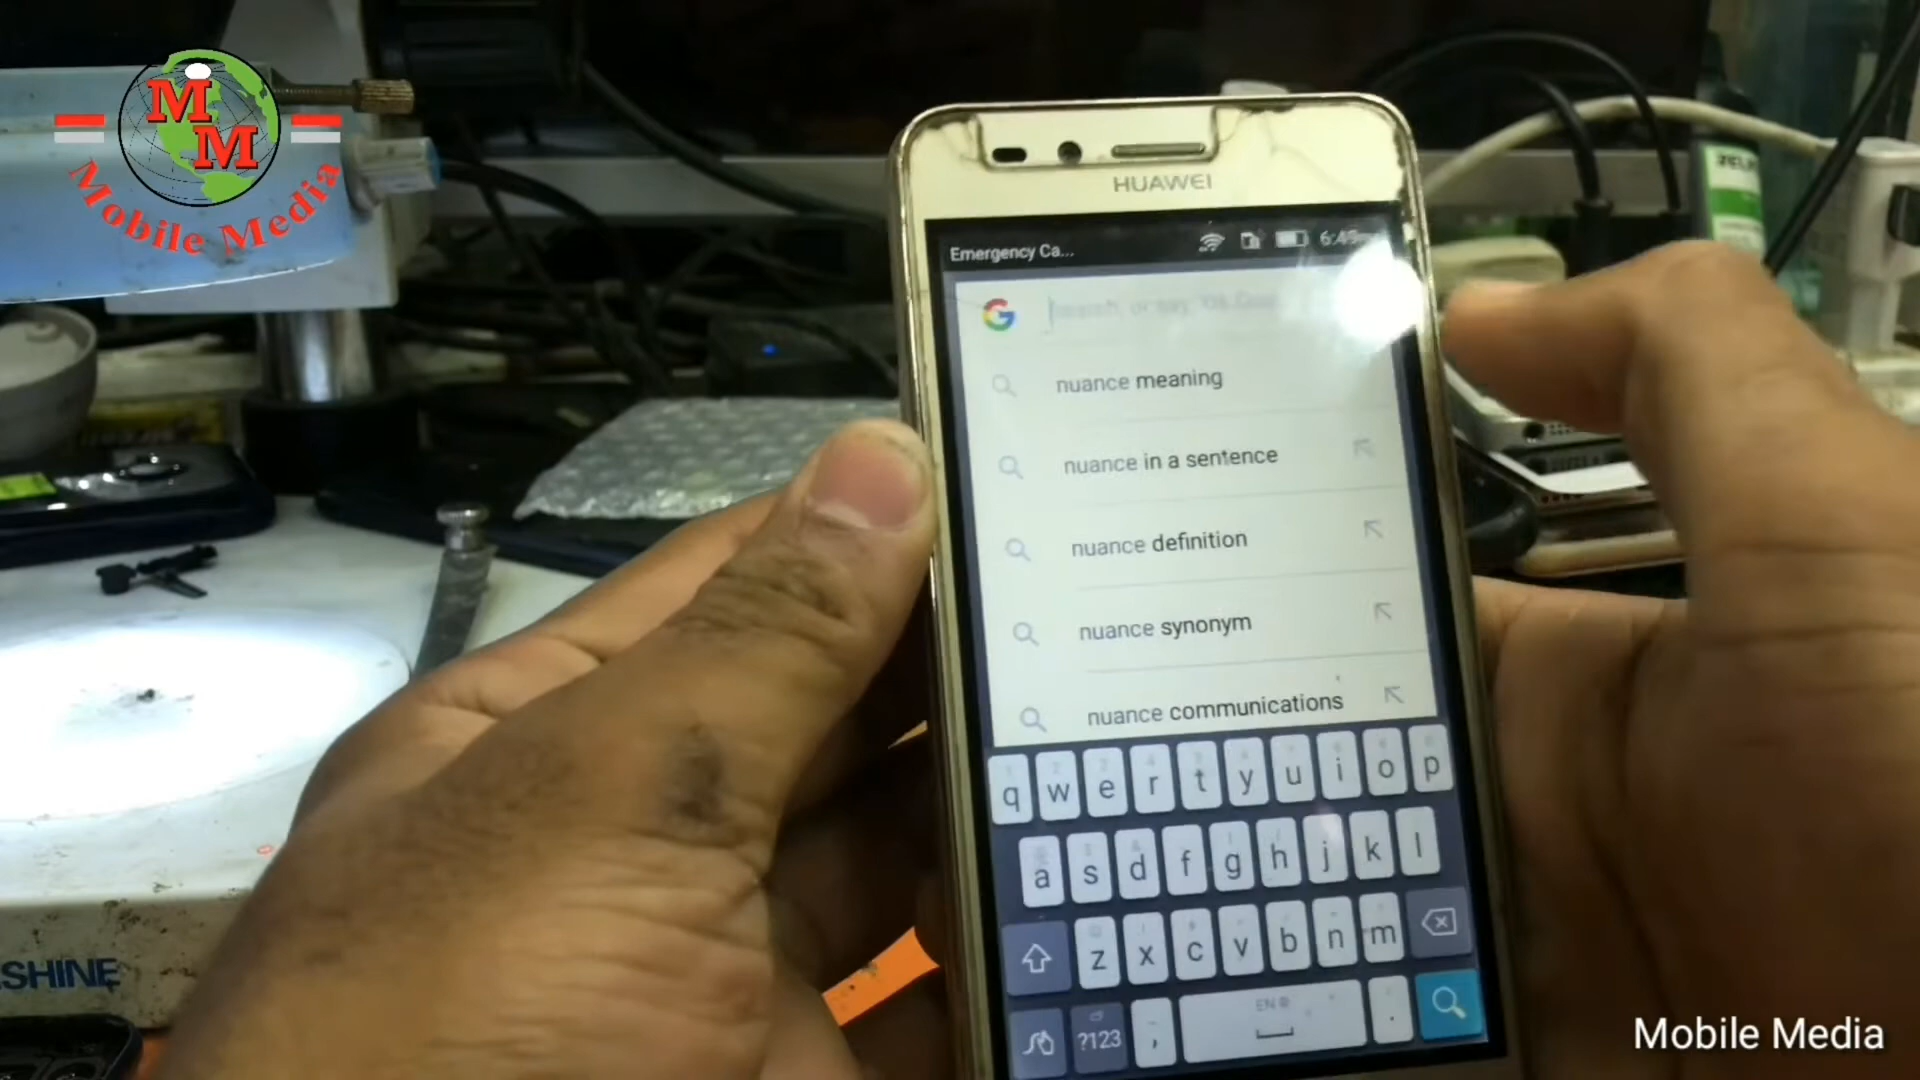 MM
Mobile Media
HUAWEI
Emergency Ca...
nuance meaning
nuance in a sentence
nuance definition
nuance synonym
nuance communications
q w e r t y u i o p
a s d f g h j k l
z x c v b n m
?123 , EN .
SHINE
Mobile Media